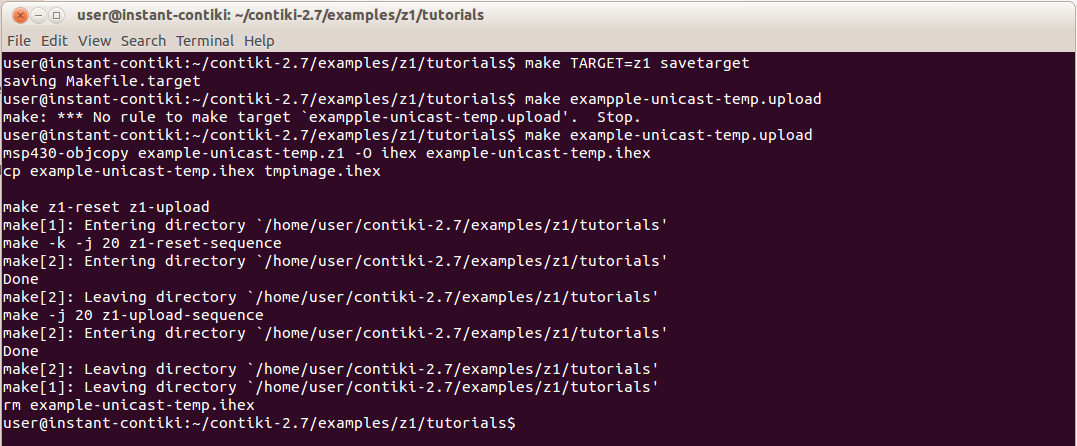 user@instant-contiki: ~/contiki-2.7/examples/z1/tutorials
File Edit View Search Terminal Help
user@instant-contiki:~/contiki-2.7/examples/z1/tutorials$ make TARGET=z1 savetarget
saving Makefile.target
user@instant-contiki:~/contiki-2.7/examples/z1/tutorials$ make exampple-unicast-temp.upload
make: *** No rule to make target `exampple-unicast-temp.upload'.  Stop.
user@instant-contiki:~/contiki-2.7/examples/z1/tutorials$ make example-unicast-temp.upload
msp430-objcopy example-unicast-temp.z1 -O ihex example-unicast-temp.ihex
cp example-unicast-temp.ihex tmpimage.ihex
make z1-reset z1-upload
make[1]: Entering directory `/home/user/contiki-2.7/examples/z1/tutorials'
make -k -j 20 z1-reset-sequence
make[2]: Entering directory `/home/user/contiki-2.7/examples/z1/tutorials'
Done
make[2]: Leaving directory `/home/user/contiki-2.7/examples/z1/tutorials'
make -j 20 z1-upload-sequence
make[2]: Entering directory `/home/user/contiki-2.7/examples/z1/tutorials'
Done
make[2]: Leaving directory `/home/user/contiki-2.7/examples/z1/tutorials'
make[1]: Leaving directory `/home/user/contiki-2.7/examples/z1/tutorials'
rm example-unicast-temp.ihex
user@instant-contiki:~/contiki-2.7/examples/z1/tutorials$